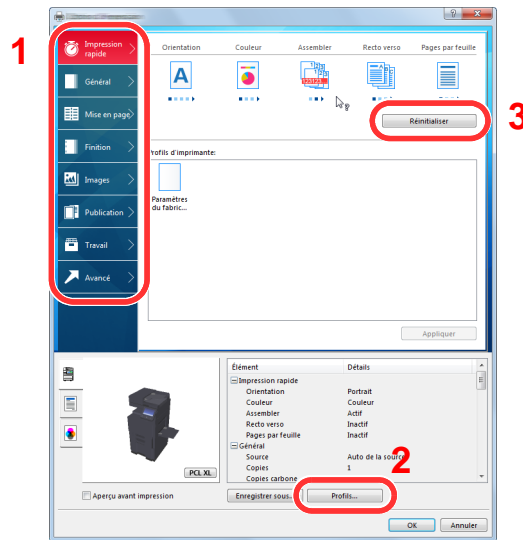 1
Impression
rapide
Général
Mise en page
Finition
Images
Publication
Travail
Avancé
Orientation Couleur Assembler Recto verso Pages par feuille
A
123123
A
Réinitialiser
3
Profils d'imprimante:
Paramètres
du fabric...
Appliquer
Élément Détails
Impression rapide
Orientation Portrait
Couleur Couleur
Assembler Actif
Recto verso Inactif
Pages par feuille Inactif
Général
Source Auto de la source
Copies 1
Copies carbone
2
PCL XL
Aperçu avant impression
Enregistrer sous... Profils...
OK Annuler